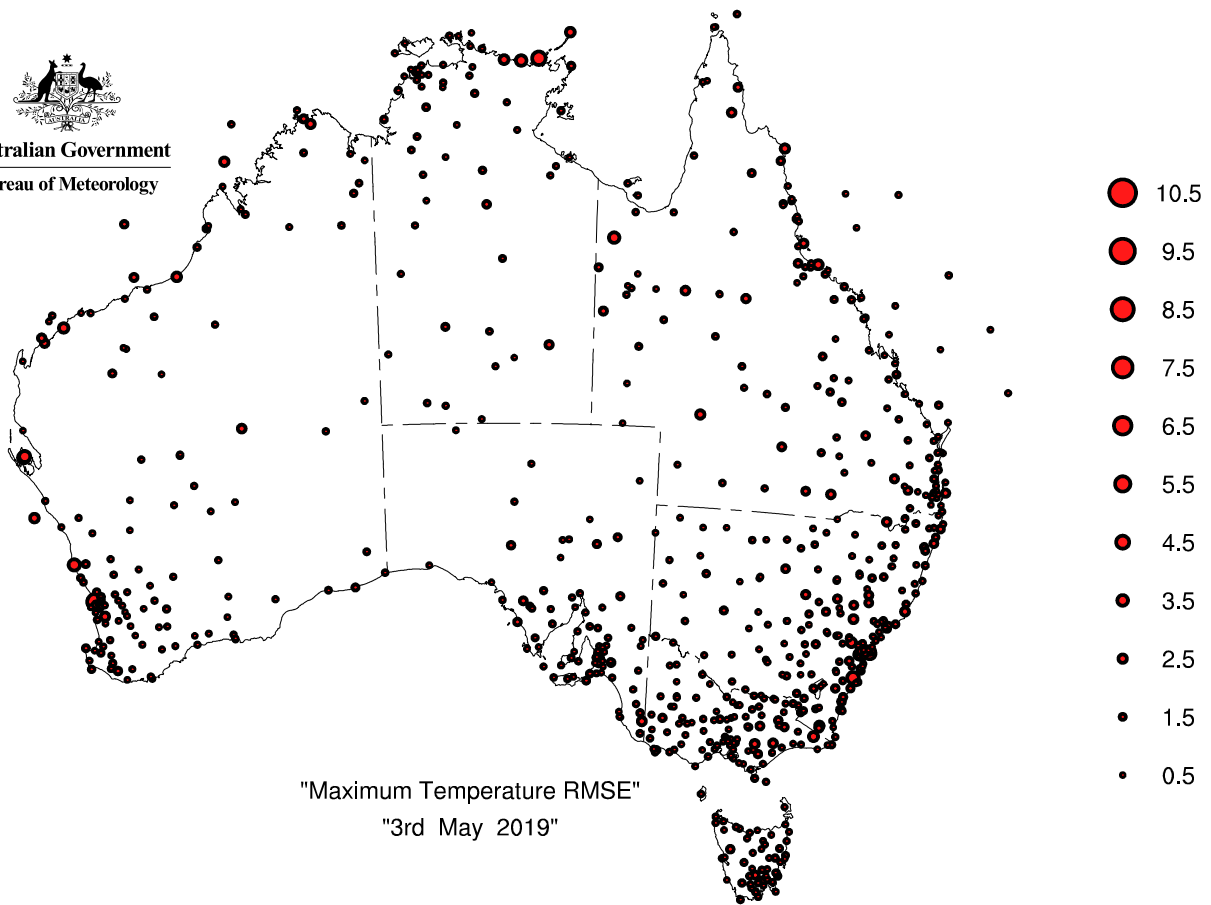 AUSTRALIA
tralian Government
reau of Meteorology
10.5
9.5
8.5
7.5
6.5
5.5
4.5
3.5
2.5
1.5
0.5
"Maximum Temperature RMSE"
"3rd May 2019"